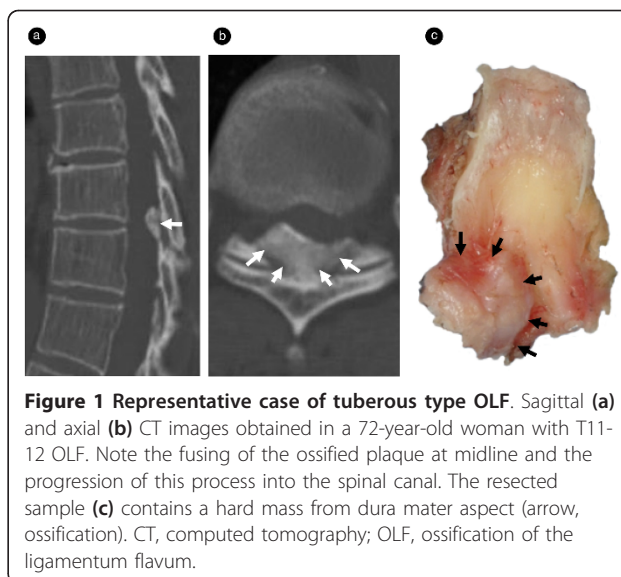 a b c
Figure 1 Representative case of tuberous type OLF. Sagittal (a)
and axial (b) CT images obtained in a 72-year-old woman with T11-
12 OLF. Note the fusing of the ossified plaque at midline and the
progression of this process into the spinal canal. The resected
sample (c) contains a hard mass from dura mater aspect (arrow,
ossification). CT, computed tomography; OLF, ossification of the
ligamentum flavum.